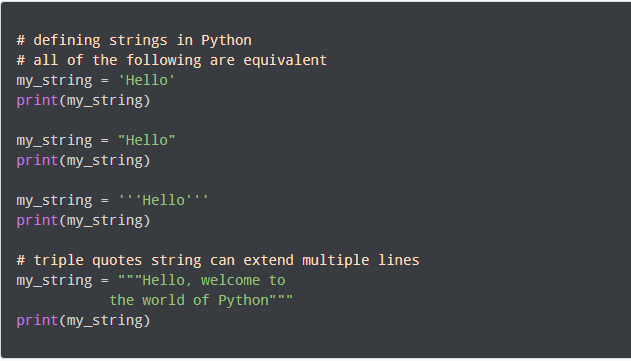 # defining strings in Python
# all of the following are equivalent
my_string = 'Hello'
print(my_string)
my_string = "Hello"
print(my_string)
my_string = '''Hello'''
print(my_string)
# triple quotes string can extend multiple lines
my_string = """Hello, welcome to
           the world of Python"""
print(my_string)